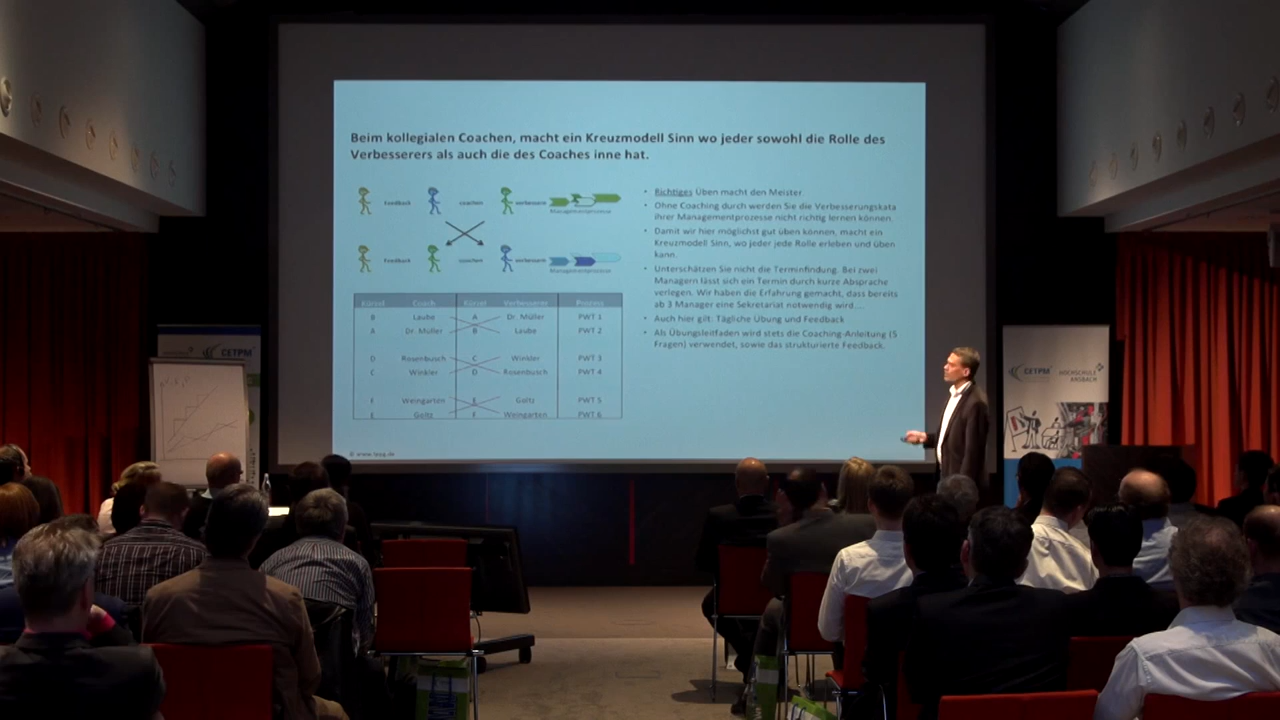 Beim kollegialen Coachen, macht ein Kreuzmodell Sinn wo jeder sowohl die Rolle des
Verbesserers als auch die des Coaches inne hat.
Feedback coachen verbessern
Managementprozesse
Feedback coachen verbessern
Managementprozesse
Kürzel Coach Kürzel Verbesserer Prozess
B Laube A Dr. Müller PWT 1
A Dr. Müller B Laube PWT 2
D Rosenbusch C Winkler PWT 3
C Winkler D Rosenbusch PWT 4
F Weingarten E Goltz PWT 5
E Goltz F Weingarten PWT 6
• Richtiges Üben macht den Meister.
• Ohne Coaching durch werden Sie die Verbesserungskata
ihrer Managementprozesse nicht richtig lernen können.
• Damit wir hier möglichst gut üben können, macht ein
Kreuzmodell Sinn, wo jeder jede Rolle erleben und üben
kann.
• Unterschätzen Sie nicht die Terminfindung. Bei zwei
Managern lässt sich ein Termin durch kurze Absprache
verlegen. Wir haben die Erfahrung gemacht, dass bereits
ab 3 Manager eine Sekretariat notwendig wird...
• Auch hier gilt: Tägliche Übung und Feedback
• Als Übungsleitfaden wird stets die Coaching-Anleitung (5
Fragen) verwendet, sowie das strukturierte Feedback.
CETPM
CETPM
HOCHSCHULE
ANSBACH